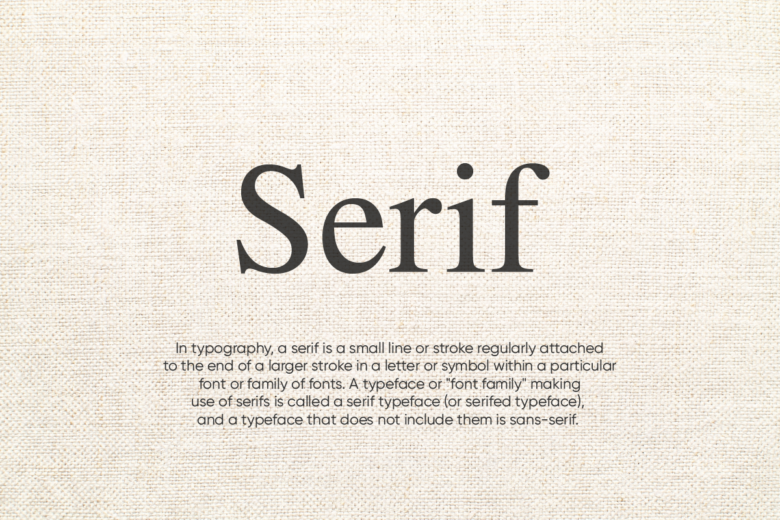 Serif
In typography, a serif is a small line or stroke regularly attached
to the end of a larger stroke in a letter or symbol within a particular
font or family of fonts. A typeface or "font family" making
use of serifs is called a serif typeface (or serifed typeface),
and a typeface that does not include them is sans-serif.